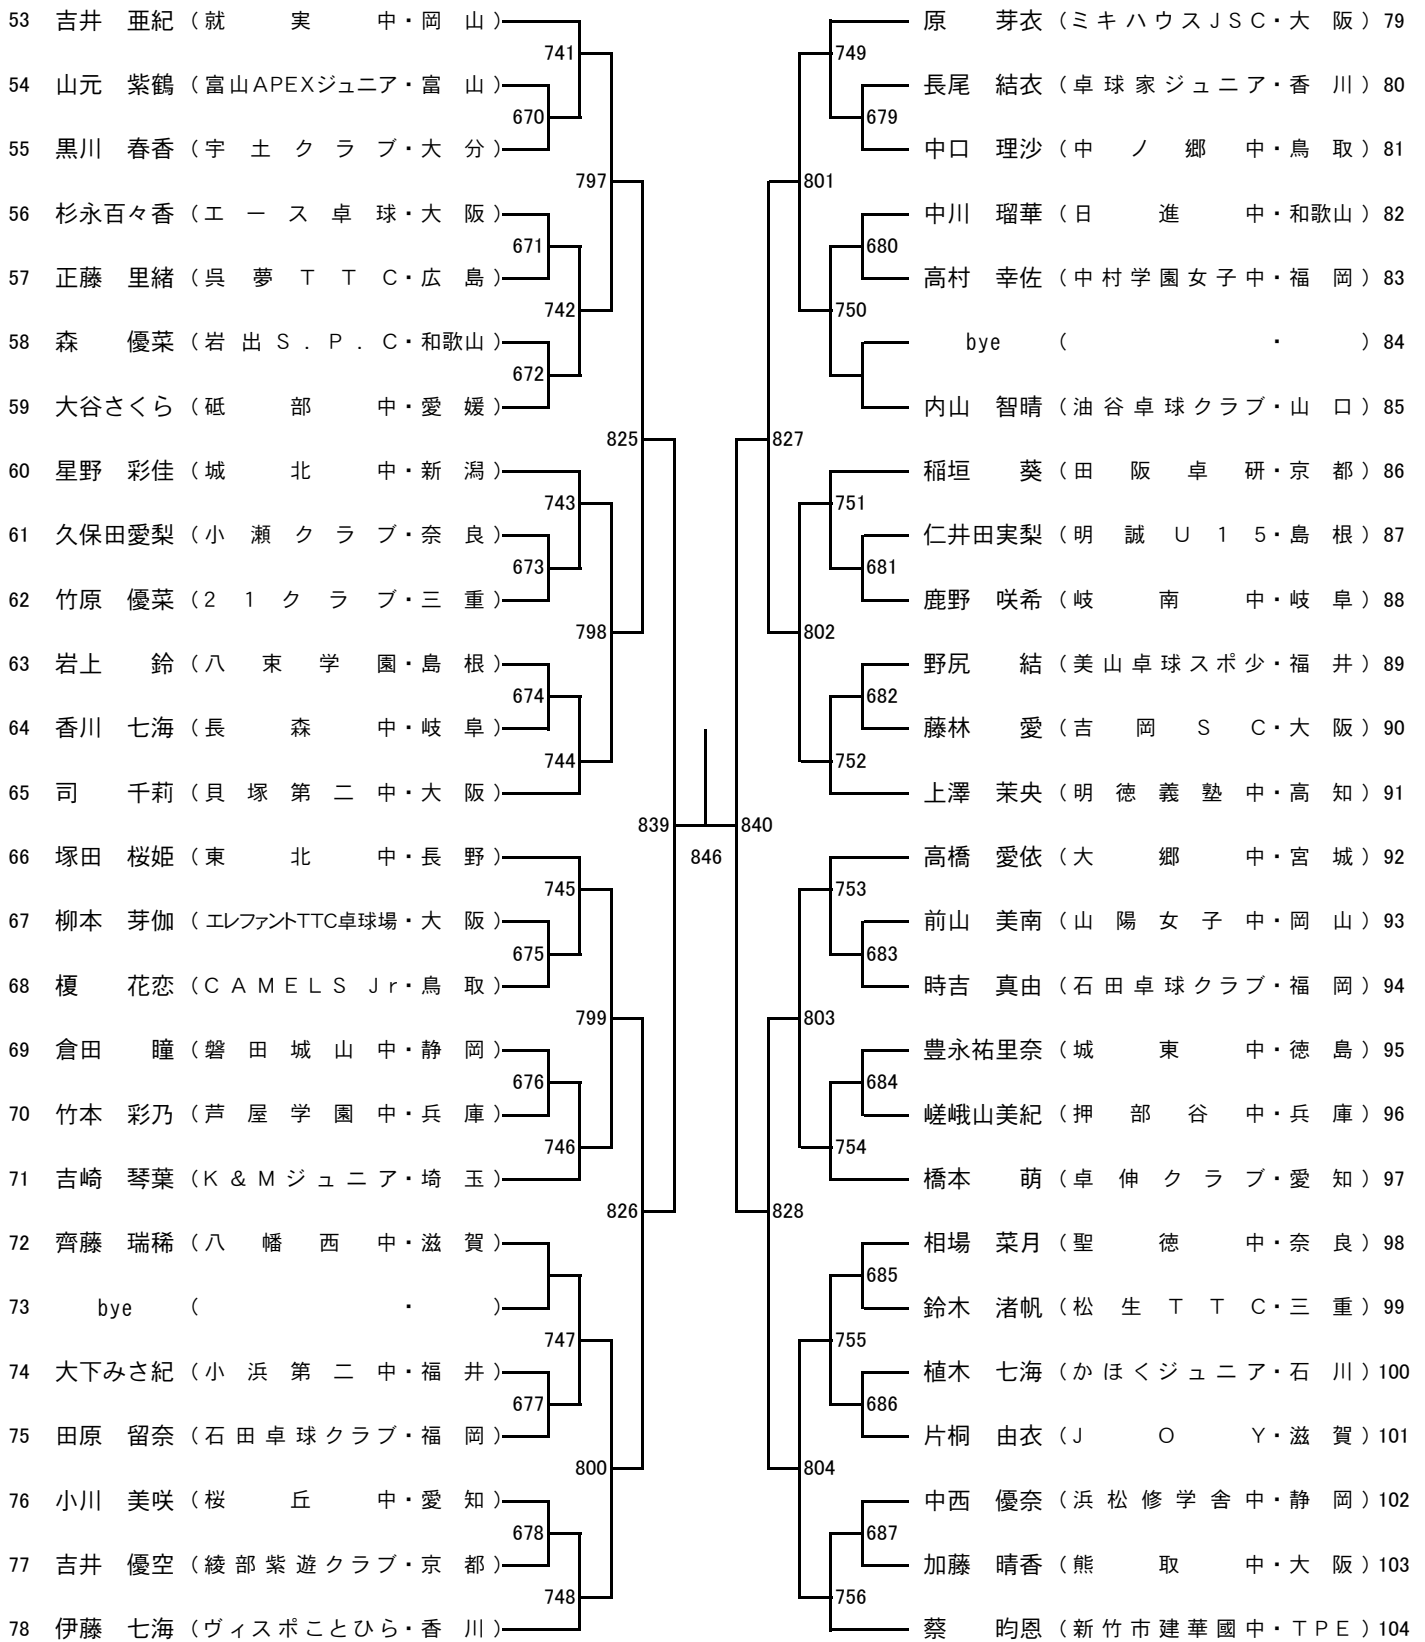 53 吉井 亜紀 (就実中・岡山)
741
54 山元 紫鶴 (富山APEXジュニア・富山)
670
55 黒川 春香 (宇土クラブ・大分)
797
56 杉永百々香 (エース卓球・大阪)
671
57 正藤 里緒 (呉夢TTC・広島)
742
58 森 優菜 (岩出S.P.C・和歌山)
672
59 大谷さくら (砥部中・愛媛)
825
60 星野 彩佳 (城北中・新潟)
743
61 久保田愛梨 (小瀬クラブ・奈良)
673
62 竹原 優菜 (21クラブ・三重)
798
63 岩上 鈴 (八束学園・島根)
674
64 香川 七海 (長森中・岐阜)
744
65 司 千莉 (貝塚第二中・大阪)
839
66 塚田 桜姫 (東北中・長野)
745
67 柳本 芽伽 (エレファントTTC卓球場・大阪)
675
68 榎 花恋 (CAMELS Jr・鳥取)
799
69 倉田 瞳 (磐田城山中・静岡)
676
70 竹本 彩乃 (芦屋学園中・兵庫)
746
71 吉崎 琴葉 (K&Mジュニア・埼玉)
826
72 齊藤 瑞稀 (八幡西中・滋賀)
73 bye ( ・ )
747
74 大下みさ紀 (小浜第二中・福井)
677
75 田原 留奈 (石田卓球クラブ・福岡)
800
76 小川 美咲 (桜丘中・愛知)
678
77 吉井 優空 (綾部紫遊クラブ・京都)
748
78 伊藤 七海 (ヴィスポことひら・香川)
846
原 芽衣 (ミキハウスJSC・大阪) 79
749
長尾 結衣 (卓球家ジュニア・香川) 80
679
中口 理沙 (中ノ郷中・鳥取) 81
801
中川 瑠華 (日進中・和歌山) 82
680
高村 幸佐 (中村学園女子中・福岡) 83
750
bye ( ・ ) 84
内山 智晴 (油谷卓球クラブ・山口) 85
827
稲垣 葵 (田阪卓研・京都) 86
751
仁井田実梨 (明誠U15・島根) 87
681
鹿野 咲希 (岐南中・岐阜) 88
802
野尻 結 (美山卓球スポ少・福井) 89
682
藤林 愛 (吉岡SC・大阪) 90
752
上澤 茉央 (明徳義塾中・高知) 91
840
高橋 愛依 (大郷中・宮城) 92
753
前山 美南 (山陽女子中・岡山) 93
683
時吉 真由 (石田卓球クラブ・福岡) 94
803
豊永祐里奈 (城東中・徳島) 95
684
嵯峨山美紀 (押部谷中・兵庫) 96
754
橋本 萌 (卓伸クラブ・愛知) 97
828
相場 菜月 (聖徳中・奈良) 98
685
鈴木 渚帆 (松生TTC・三重) 99
755
植木 七海 (かほくジュニア・石川) 100
686
片桐 由衣 (JOY・滋賀) 101
804
中西 優奈 (浜松修学舎中・静岡) 102
687
加藤 晴香 (熊取中・大阪) 103
756
蔡 昀恩 (新竹市建華國中・TPE) 104